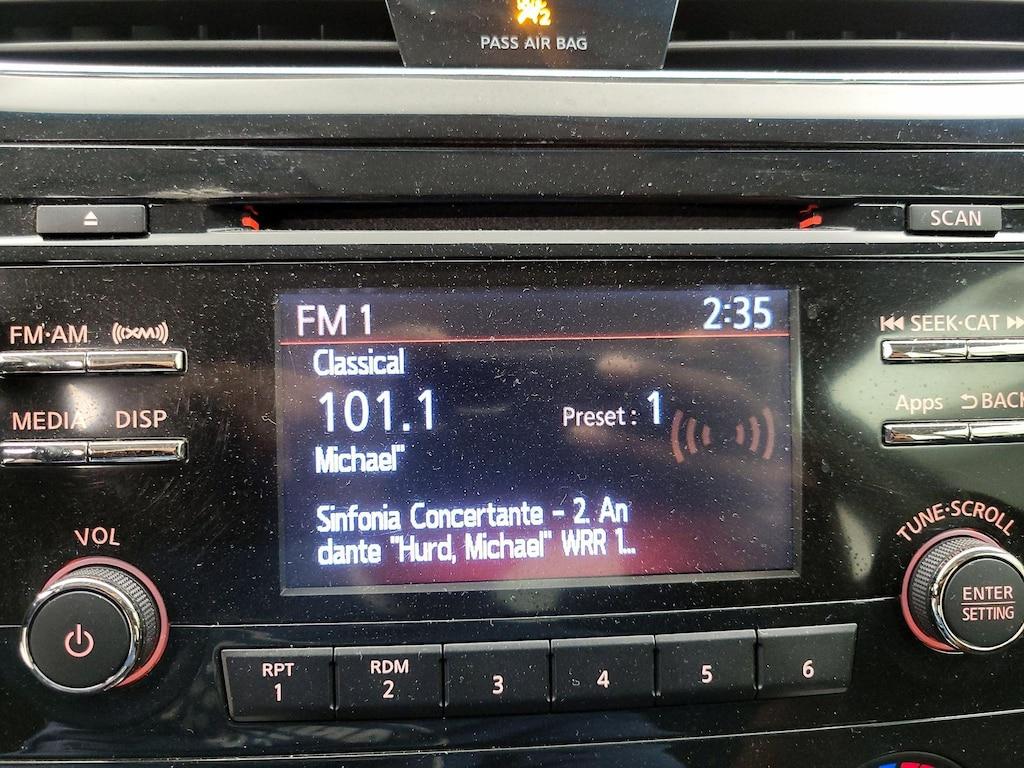 2
PASS AIR BAG
SCAN
FM·AM
XM
SEEK·CAT
FM 1
2:35
Classical
101.1
Preset : 1
Michael"
Sinfonia Concertante - 2. An
dante "Hurd, Michael" WRR 1...
MEDIA
DISP
Apps
BACK
VOL
TUNE·SCROLL
ENTER
SETTING
RPT
1
RDM
2
3
4
5
6